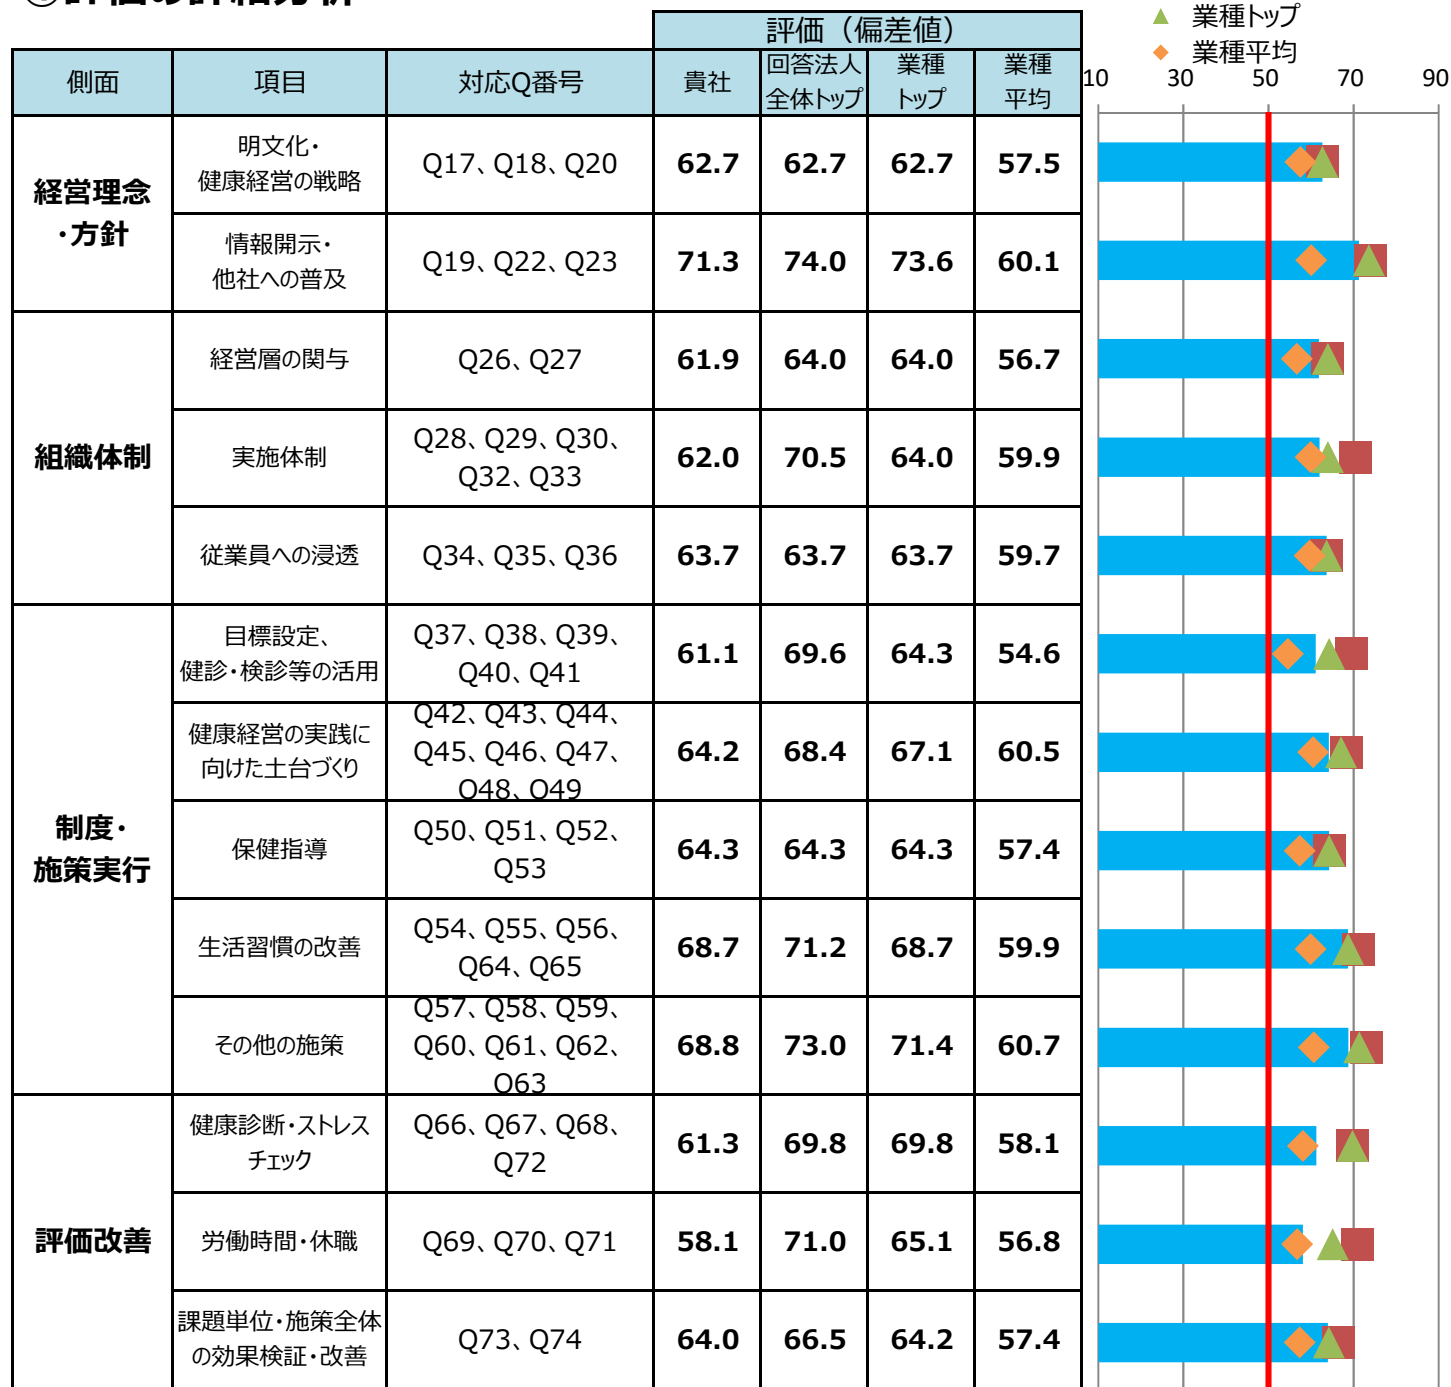 ①評価の詳細分析
▲ 業種トップ
◆ 業種平均
評価（偏差値）
側面 項目 対応Q番号 貴社 回答法人全体トップ 業種トップ 業種平均
10 30 50 70 90
経営理念・方針
明文化・健康経営の戦略 Q17、Q18、Q20 62.7 62.7 62.7 57.5
情報開示・他社への普及 Q19、Q22、Q23 71.3 74.0 73.6 60.1
組織体制
経営層の関与 Q26、Q27 61.9 64.0 64.0 56.7
実施体制 Q28、Q29、Q30、Q32、Q33 62.0 70.5 64.0 59.9
従業員への浸透 Q34、Q35、Q36 63.7 63.7 63.7 59.7
制度・施策実行
目標設定、健診・検診等の活用 Q37、Q38、Q39、Q40、Q41 61.1 69.6 64.3 54.6
健康経営の実践に向けた土台づくり Q42、Q43、Q44、Q45、Q46、Q47、Q48、Q49 64.2 68.4 67.1 60.5
保健指導 Q50、Q51、Q52、Q53 64.3 64.3 64.3 57.4
生活習慣の改善 Q54、Q55、Q56、Q64、Q65 68.7 71.2 68.7 59.9
その他の施策 Q57、Q58、Q59、Q60、Q61、Q62、Q63 68.8 73.0 71.4 60.7
評価改善
健康診断・ストレスチェック Q66、Q67、Q68、Q72 61.3 69.8 69.8 58.1
労働時間・休職 Q69、Q70、Q71 58.1 71.0 65.1 56.8
課題単位・施策全体の効果検証・改善 Q73、Q74 64.0 66.5 64.2 57.4